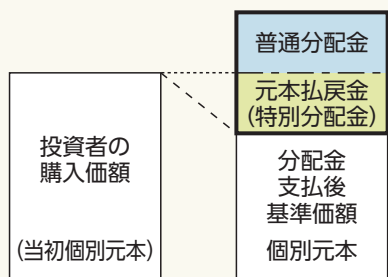 普通分配金
元本払戻金
(特別分配金)
投資者の
購入価額
(当初個別元本)
分配金
支払後
基準価額
個別元本